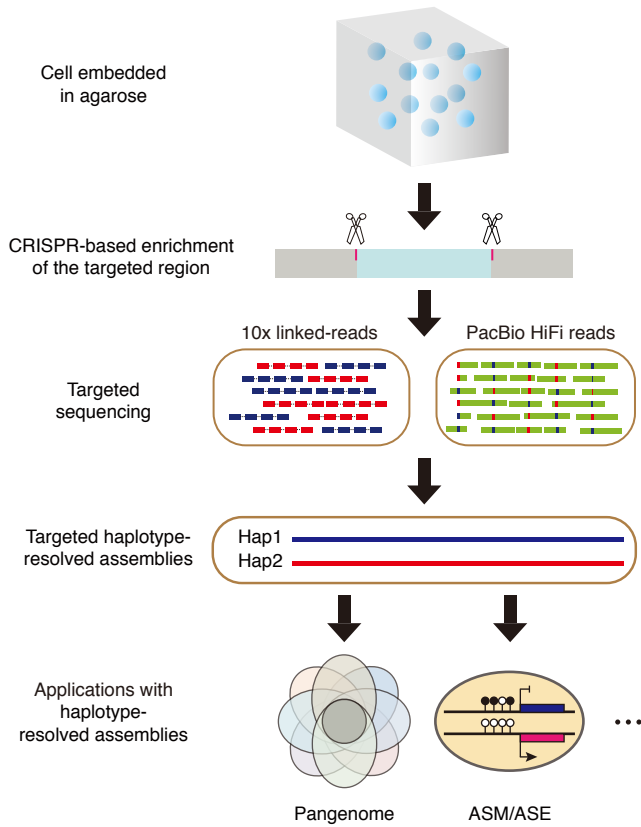 Cell embedded
in agarose
CRISPR-based enrichment
of the targeted region
10x linked-reads
PacBio HiFi reads
Targeted
sequencing
Targeted haplotype-
resolved assemblies
Hap1
Hap2
Applications with
haplotype-
resolved assemblies
...
Pangenome
ASM/ASE